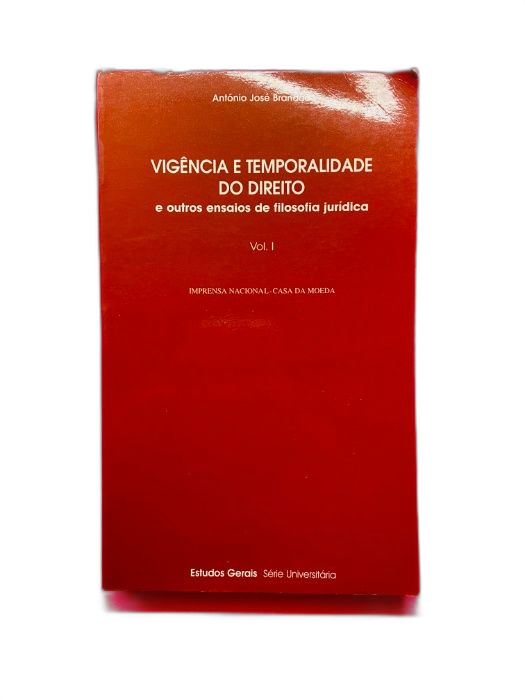 António José Brandão
VIGÊNCIA E TEMPORALIDADE
DO DIREITO
e outros ensaios de filosofia jurídica
Vol. I
IMPRENSA NACIONAL-CASA DA MOEDA
Estudos Gerais Série Universitária